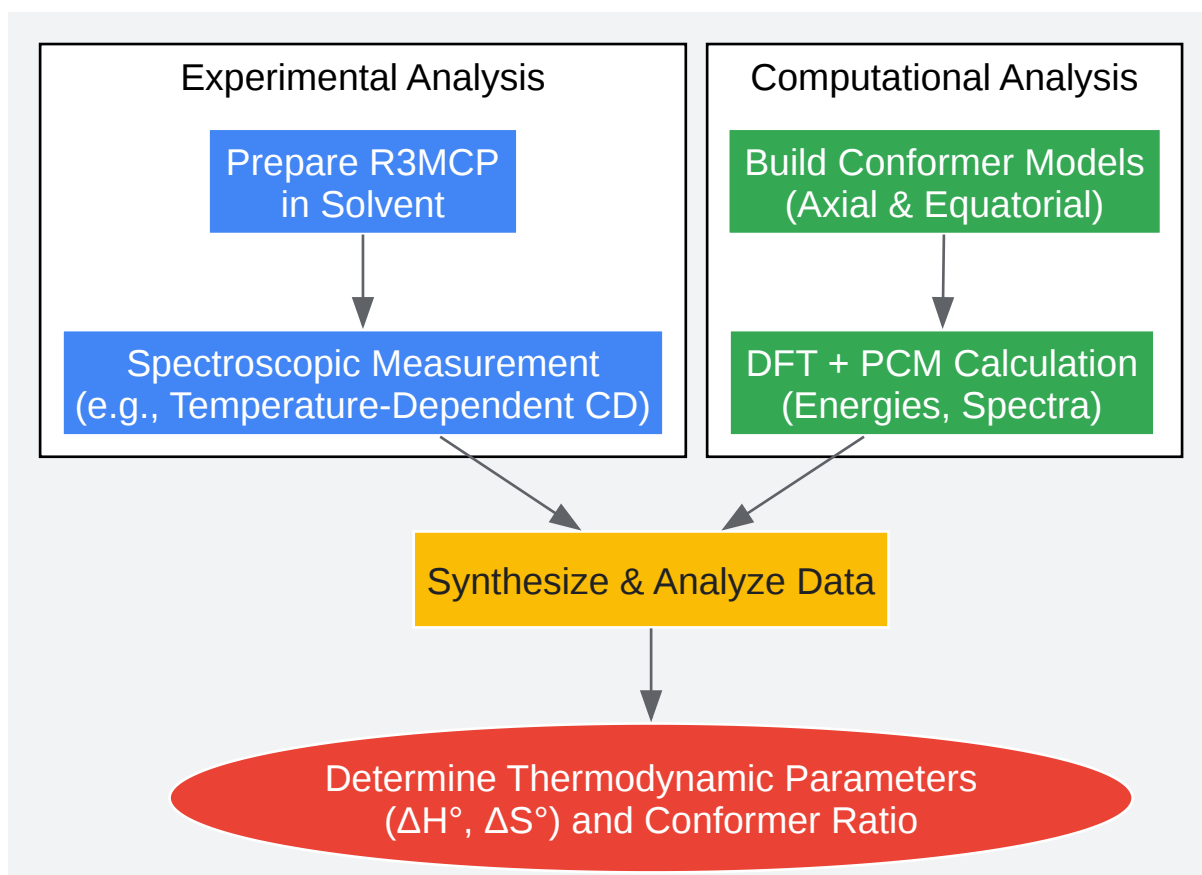 Experimental Analysis
Prepare R3MCP
in Solvent
Spectroscopic Measurement
(e.g., Temperature-Dependent CD)
Computational Analysis
Build Conformer Models
(Axial & Equatorial)
DFT + PCM Calculation
(Energies, Spectra)
Synthesize & Analyze Data
Determine Thermodynamic Parameters
(ΔH°, ΔS°) and Conformer Ratio